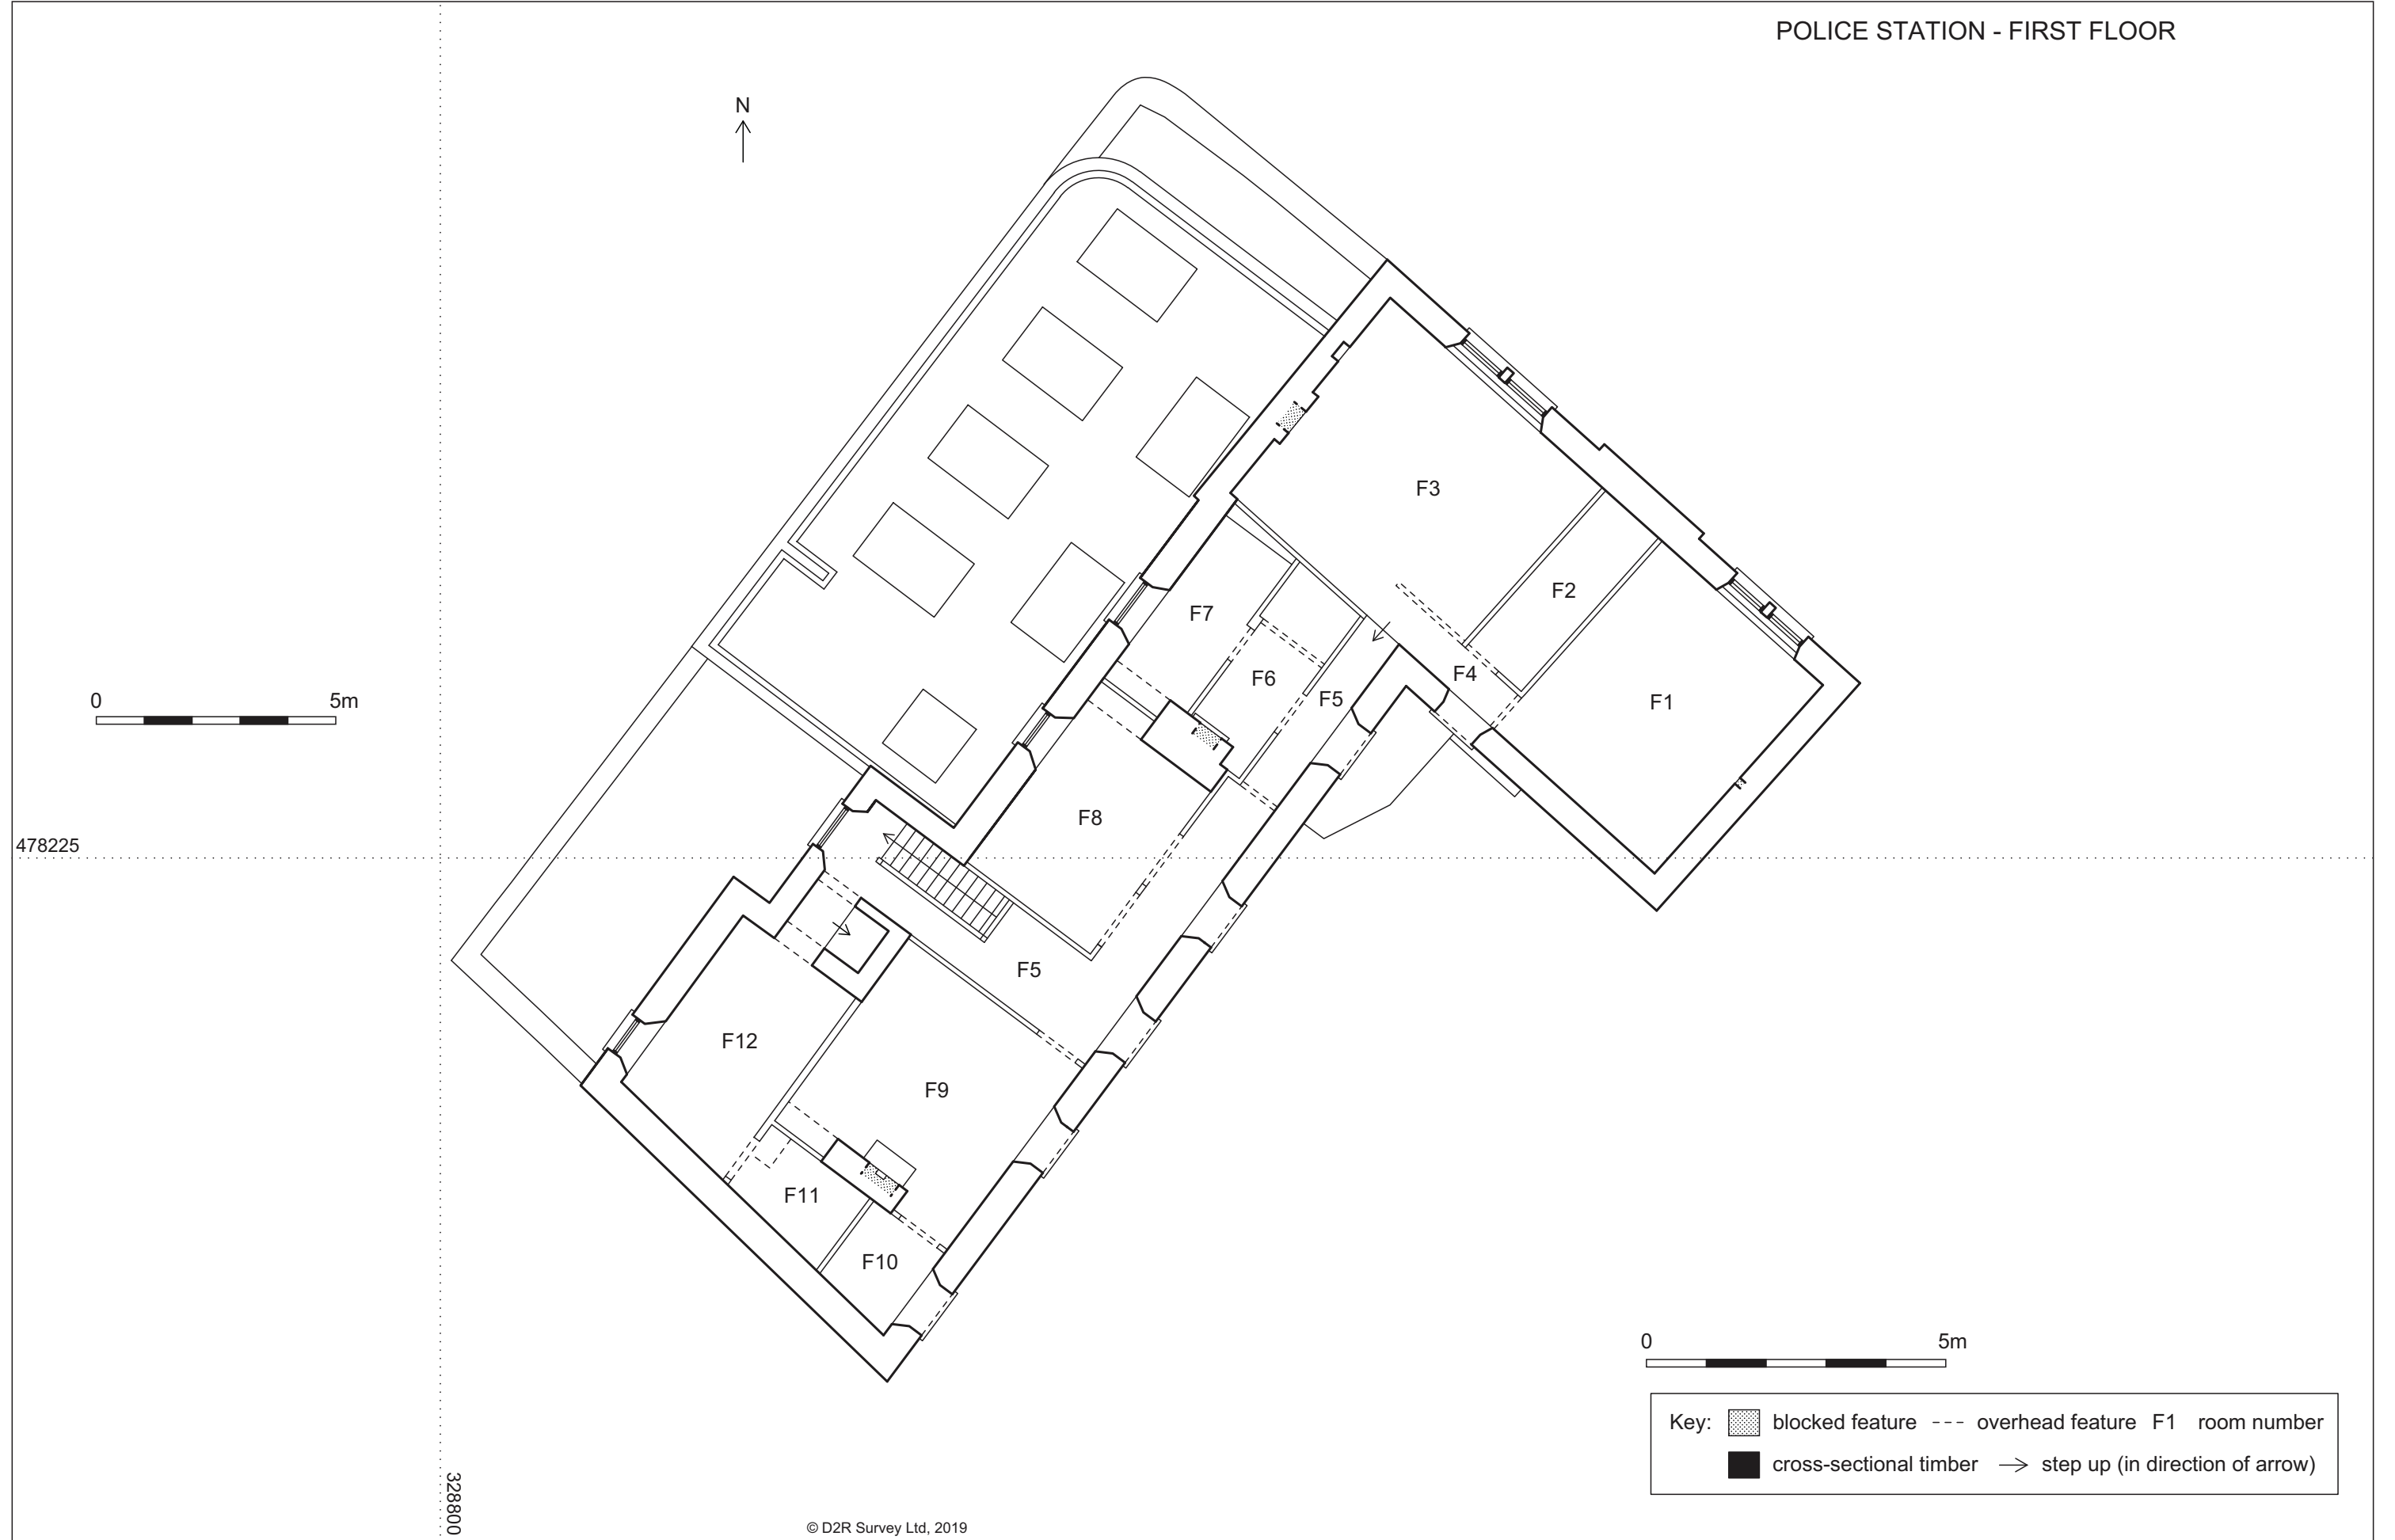 POLICE STATION - FIRST FLOOR
N
F3
F2
F7
F4
F6
F5
F1
0 5m
F8
478225
F5
F12
F9
F11
F10
0 5m
Key: blocked feature overhead feature F1 room number
cross-sectional timber step up (in direction of arrow)
328800
© D2R Survey Ltd, 2019